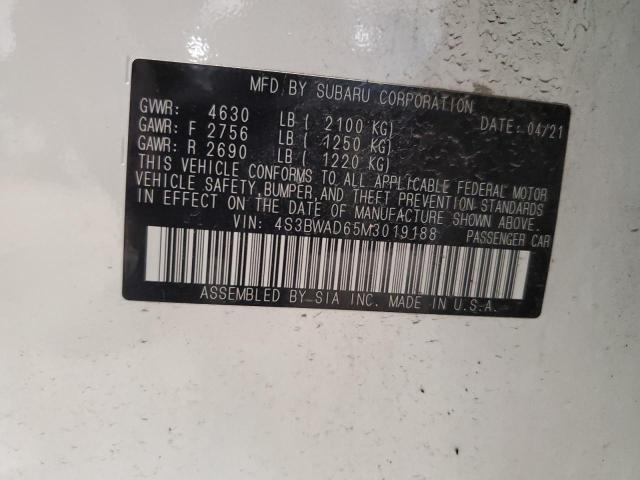 MFD BY SUBARU CORPORATION DATE: 04/21
GVWR: 4630 LB ( 2100 KG)
GAWR: F 2756 LB ( 1250 KG)
GAWR: R 2690 LB ( 1220 KG)
THIS VEHICLE CONFORMS TO ALL APPLICABLE FEDERAL MOTOR
VEHICLE SAFETY,BUMPER,AND THEFT PREVENTION STANDARDS
IN EFFECT ON THE DATE OF MANUFACTURE SHOWN ABOVE.
VIN: 4S3BWAD65M3019188 PASSENGER CAR
ASSEMBLED BY SIA INC. MADE IN U.S.A.